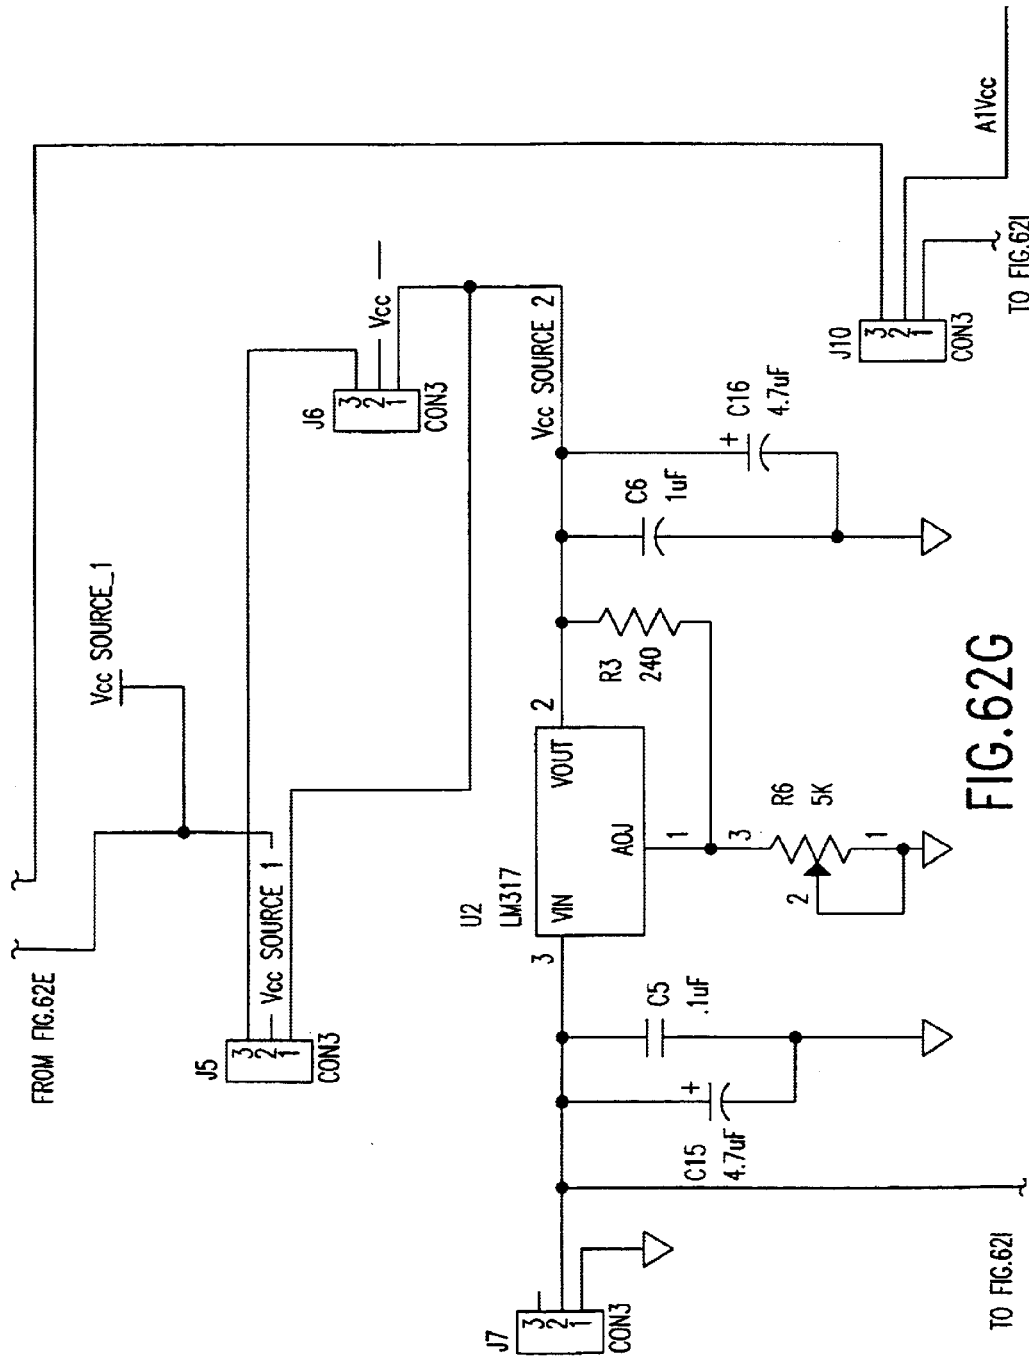 FROM FIG.62E
Vcc SOURCE_1
J5
3
2
1
CON3
Vcc SOURCE 1
J6
3
2
1
CON3
Vcc
J7
3
2
1
CON3
TO FIG.62I
C15
4.7uF
+
C5
.1uF
U2
LM317
3
VIN
VOUT
2
ADJ
1
R3
240
3
R6
5K
2
1
C6
1uF
+
C16
4.7uF
Vcc SOURCE 2
J10
3
2
1
CON3
A1Vcc
TO FIG.62I
FIG.62G